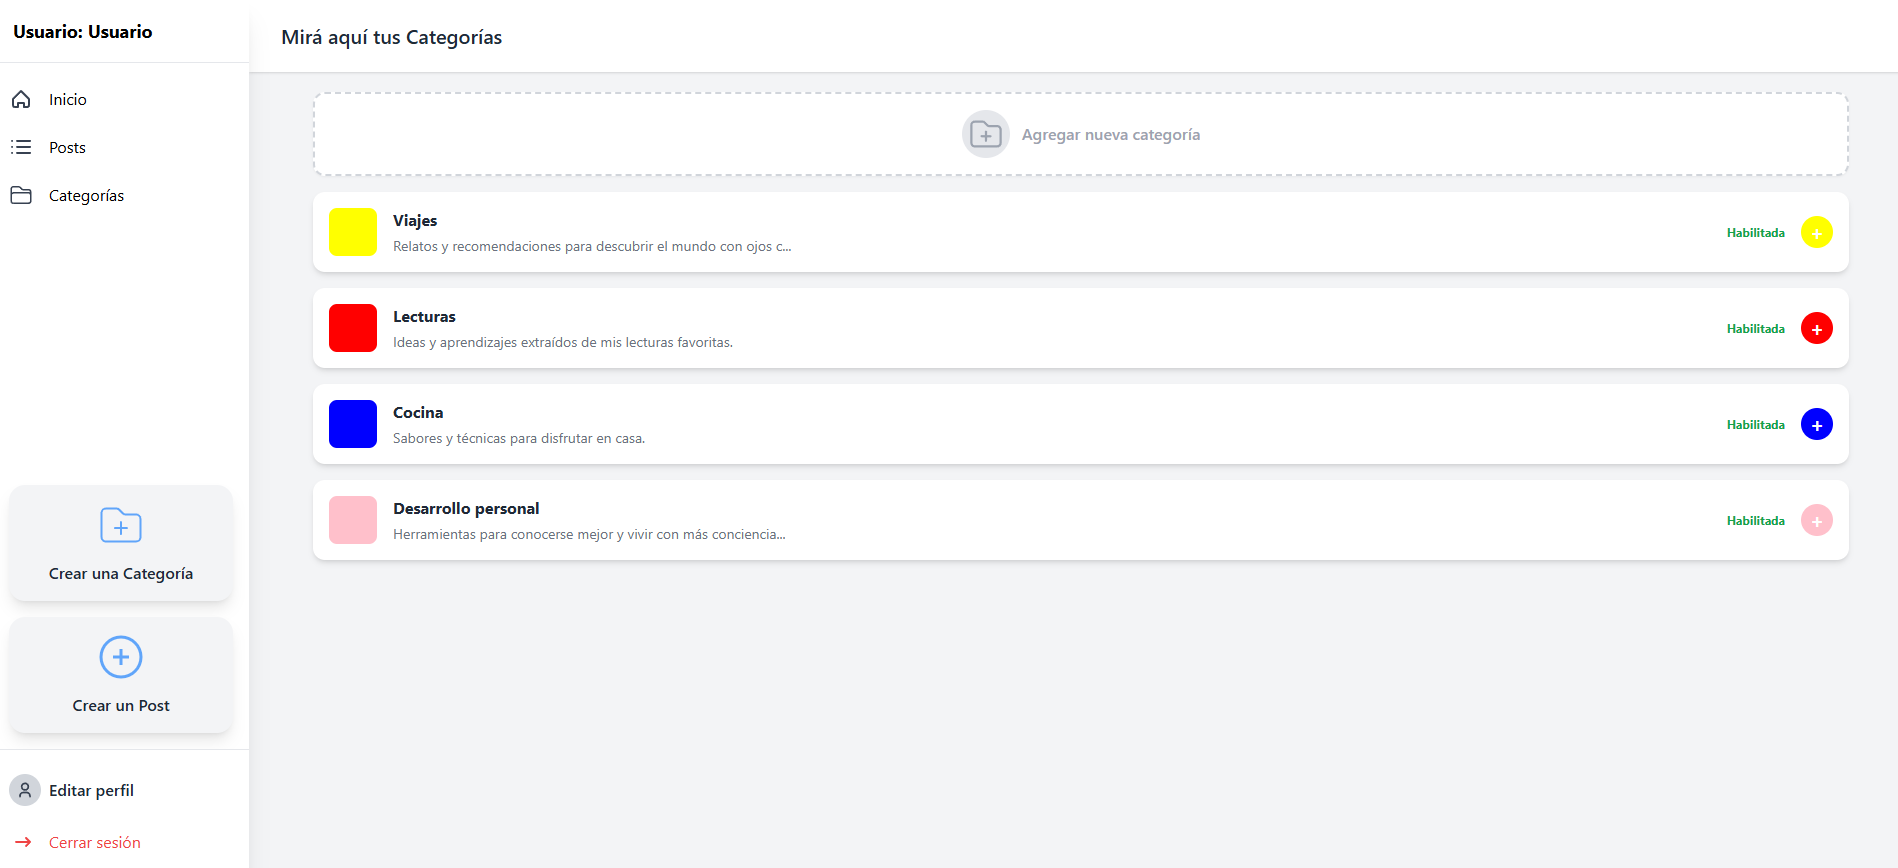 Usuario: Usuario
Inicio
Posts
Categorías
Crear una Categoría
Crear un Post
Editar perfil
Cerrar sesión
Mirá aquí tus Categorías
Agregar nueva categoría
Viajes
Relatos y recomendaciones para descubrir el mundo con ojos c...
Habilitada
+
Lecturas
Ideas y aprendizajes extraídos de mis lecturas favoritas.
Habilitada
+
Cocina
Sabores y técnicas para disfrutar en casa.
Habilitada
+
Desarrollo personal
Herramientas para conocerse mejor y vivir con más conciencia...
Habilitada
+